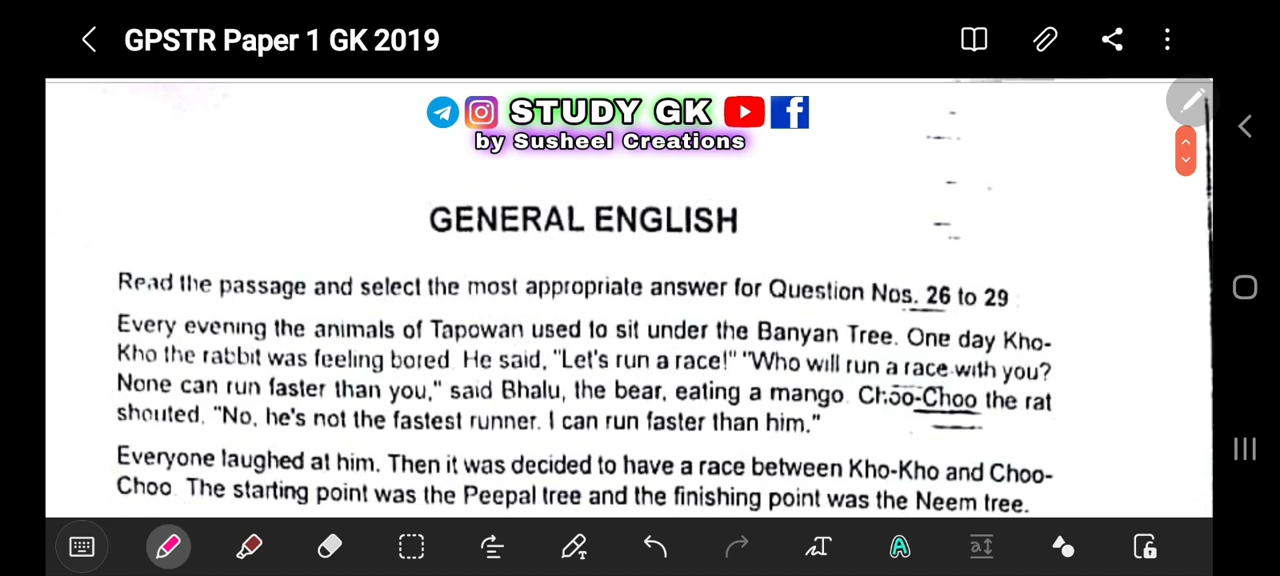 GPSTR Paper 1 GK 2019
STUDY GK
by Susheel Creations
GENERAL ENGLISH
Read the passage and select the most appropriate answer for Question Nos. 26 to 29
Every evening the animals of Tapowan used to sit under the Banyan Tree. One day Kho-
Kho the rabbit was feeling bored. He said, "Let's run a race!" "Who will run a race with you?
None can run faster than you," said Bhalu, the bear, eating a mango. Choo-Choo the rat
shouted, "No, he's not the fastest runner. I can run faster than him."
Everyone laughed at him. Then it was decided to have a race between Kho-Kho and Choo-
Choo. The starting point was the Peepal tree and the finishing point was the Neem tree.